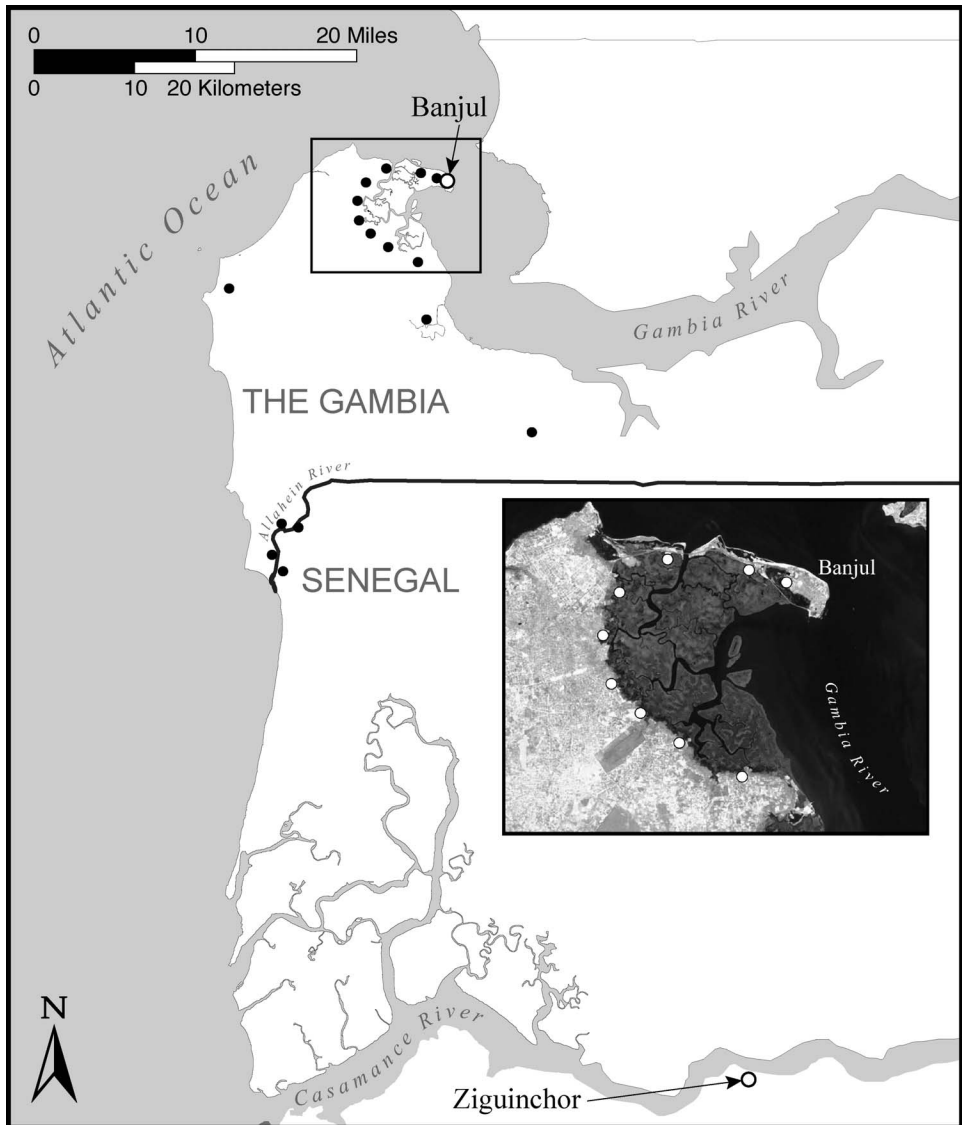 0 10 20 Miles
0 10 20 Kilometers
Banjul
Atlantic Ocean
Gambia River
THE GAMBIA
Allahein River
SENEGAL
Banjul
Gambia River
N
Casamance River
Ziguinchor